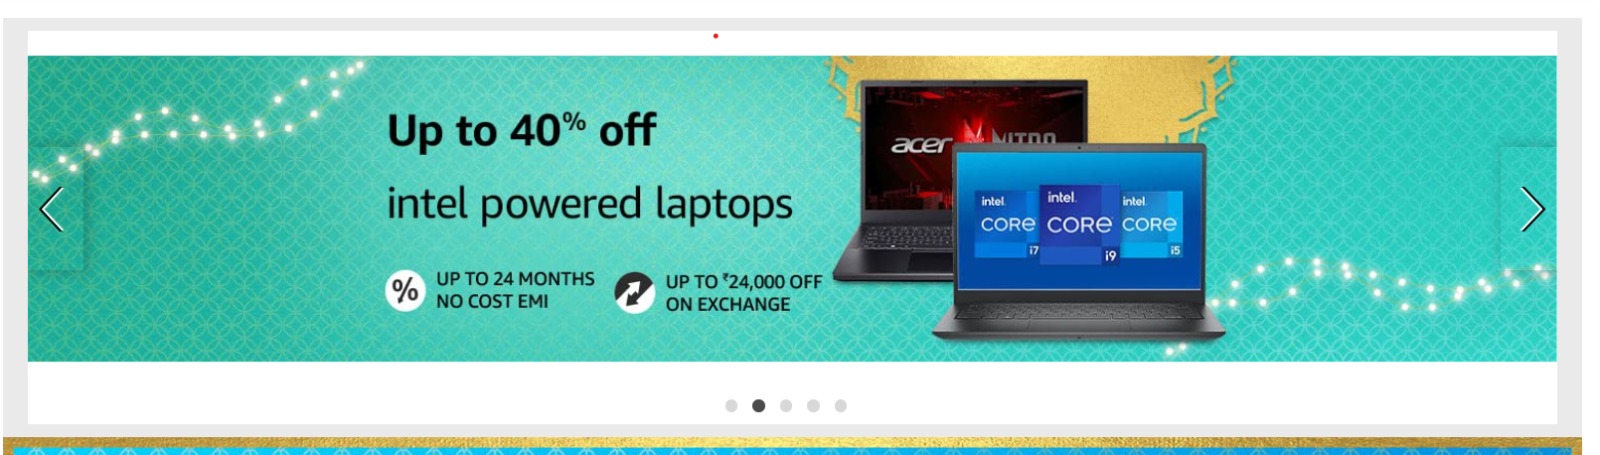 Up to 40% off
intel powered laptops
% UP TO 24 MONTHS
NO COST EMI
UP TO ₹24,000 OFF
ON EXCHANGE
acer NITRO
intel.
CORE
i7
intel.
CORE
i9
intel.
CORE
i5